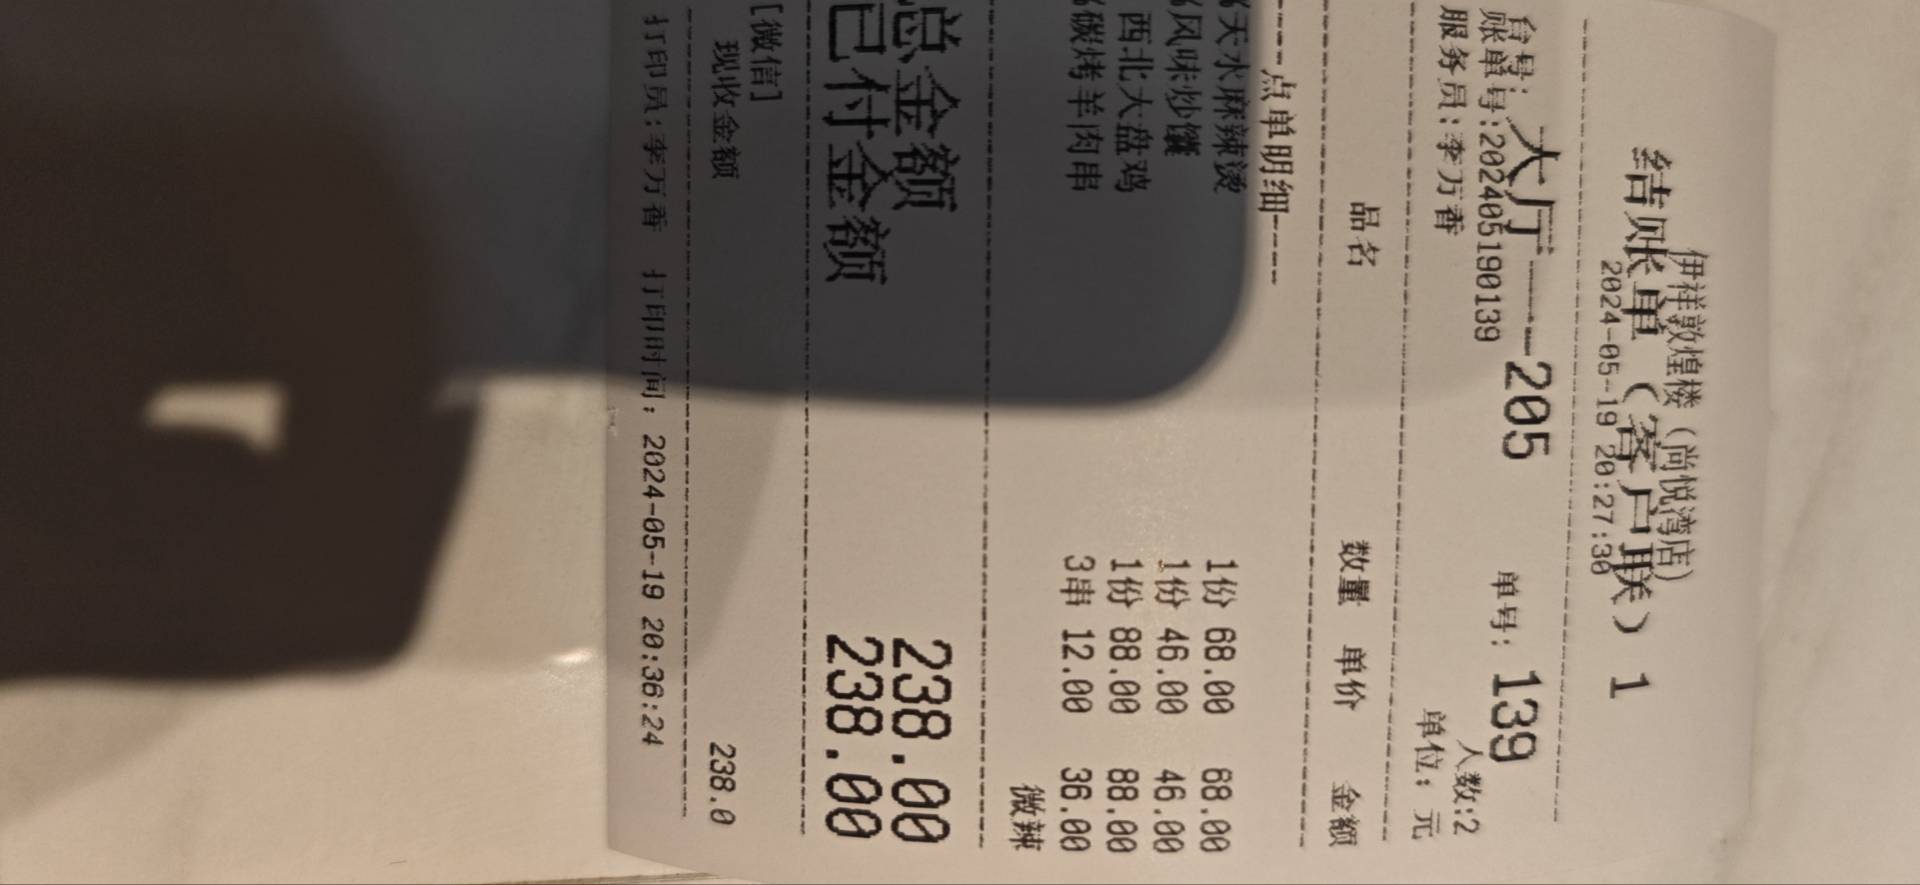 伊祥敦煌楼（尚悦湾店）
结账单（客户联）1
2024-05-19 20:27:30
台号：大厅——205 单号：139
账单号:202405190139 人数:2
服务员:李万香 单位：元
品名 数量 单价 金额
----点单明细----
天水麻辣烫 1份 68.00 68.00
风味炒馕 1份 46.00 46.00
西北大盘鸡 1份 88.00 88.00
碳烤羊肉串 3串 12.00 36.00
微辣
总金额 238.00
已付金额 238.00
[微信]
现收金额 238.0
打印员:李万香 打印时间：2024-05-19 20:36:24